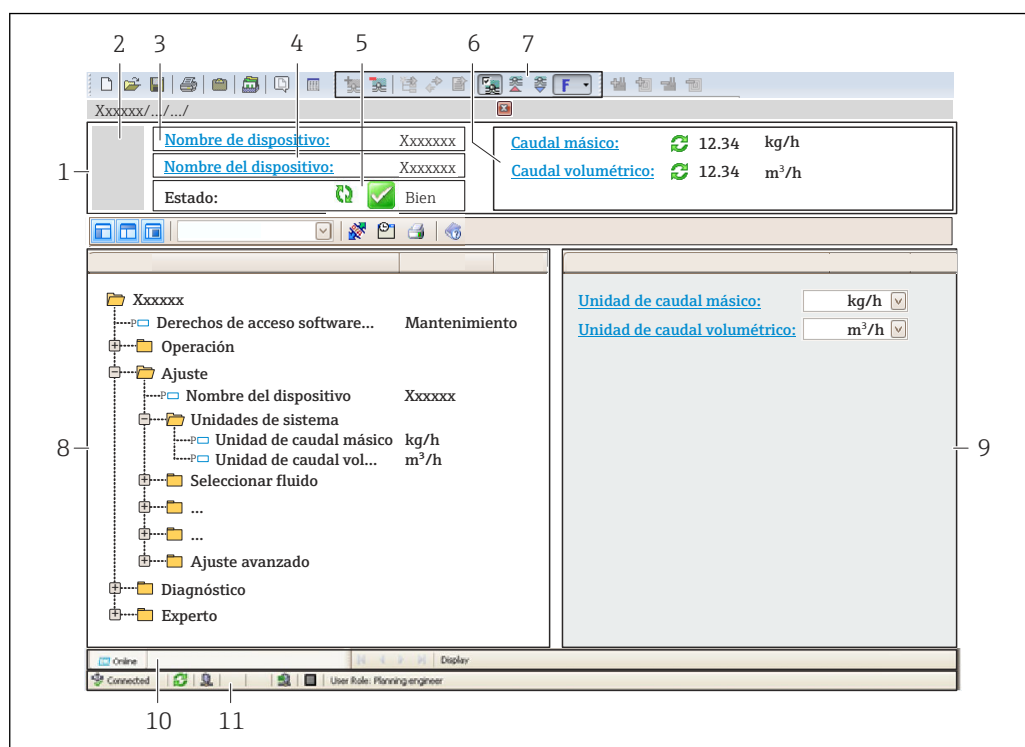 2 3 4 5 6 7
F
Xxxxxx/.../.../
1
Nombre de dispositivo: Xxxxxxx
Nombre del dispositivo: Xxxxxxx
Estado: Bien
Caudal másico: 12.34 kg/h
Caudal volumétrico: 12.34 m³/h
Xxxxxx
P Derechos de acceso software... Mantenimiento
Operación
Ajuste
P Nombre del dispositivo Xxxxxx
Unidades de sistema
P Unidad de caudal másico kg/h
P Unidad de caudal vol... m³/h
Seleccionar fluido
...
...
Ajuste avanzado
Diagnóstico
Experto
8
Unidad de caudal másico: kg/h
Unidad de caudal volumétrico: m³/h
9
Online Display
Connected User Role: Planning engineer
10 11